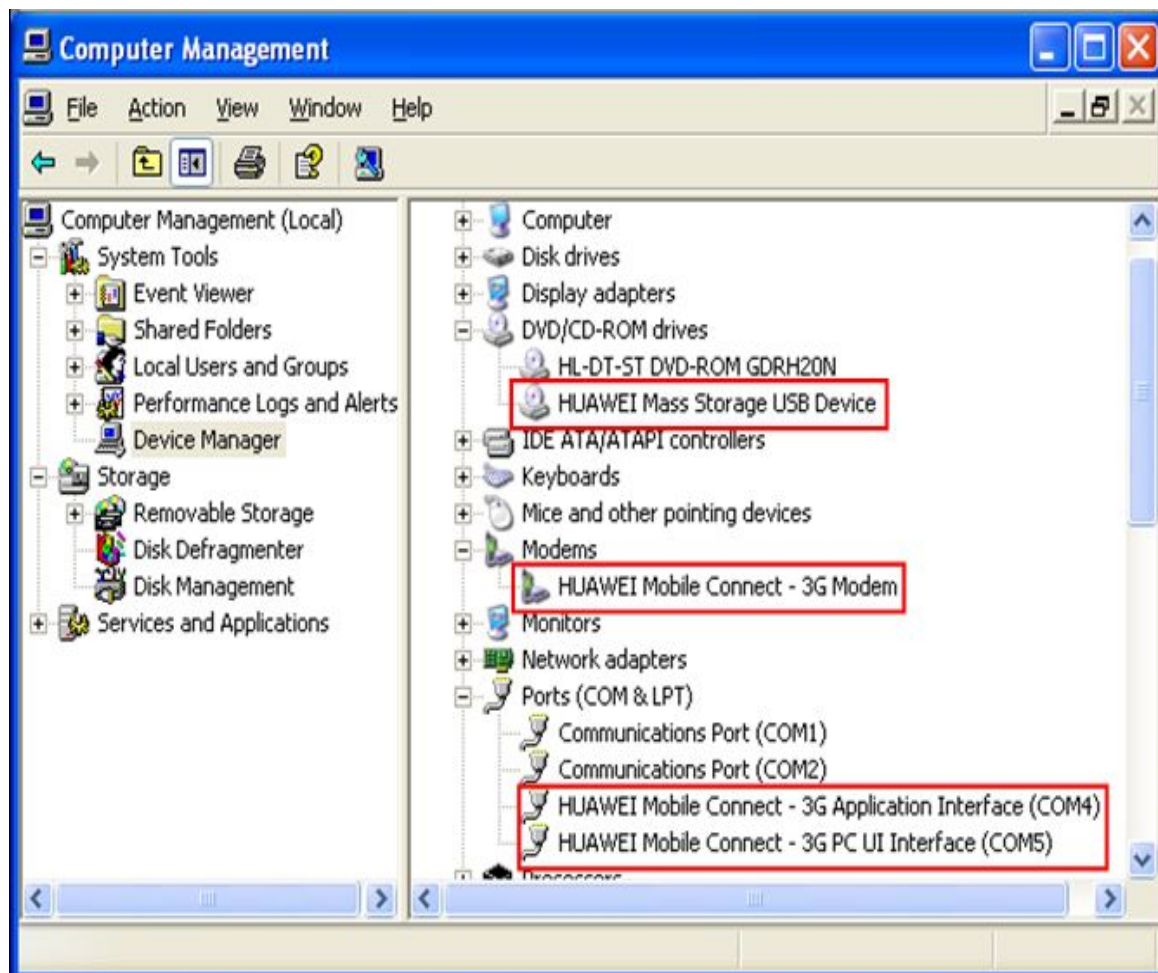 Computer Management
File Action View Window Help
Computer Management (Local)
System Tools
Event Viewer
Shared Folders
Local Users and Groups
Performance Logs and Alerts
Device Manager
Storage
Removable Storage
Disk Defragmenter
Disk Management
Services and Applications
Computer
Disk drives
Display adapters
DVD/CD-ROM drives
HL-DT-ST DVD-ROM GDRH20N
HUAWEI Mass Storage USB Device
IDE ATA/ATAPI controllers
Keyboards
Mice and other pointing devices
Modems
HUAWEI Mobile Connect - 3G Modem
Monitors
Network adapters
Ports (COM & LPT)
Communications Port (COM1)
Communications Port (COM2)
HUAWEI Mobile Connect - 3G Application Interface (COM4)
HUAWEI Mobile Connect - 3G PC UI Interface (COM5)
Processors